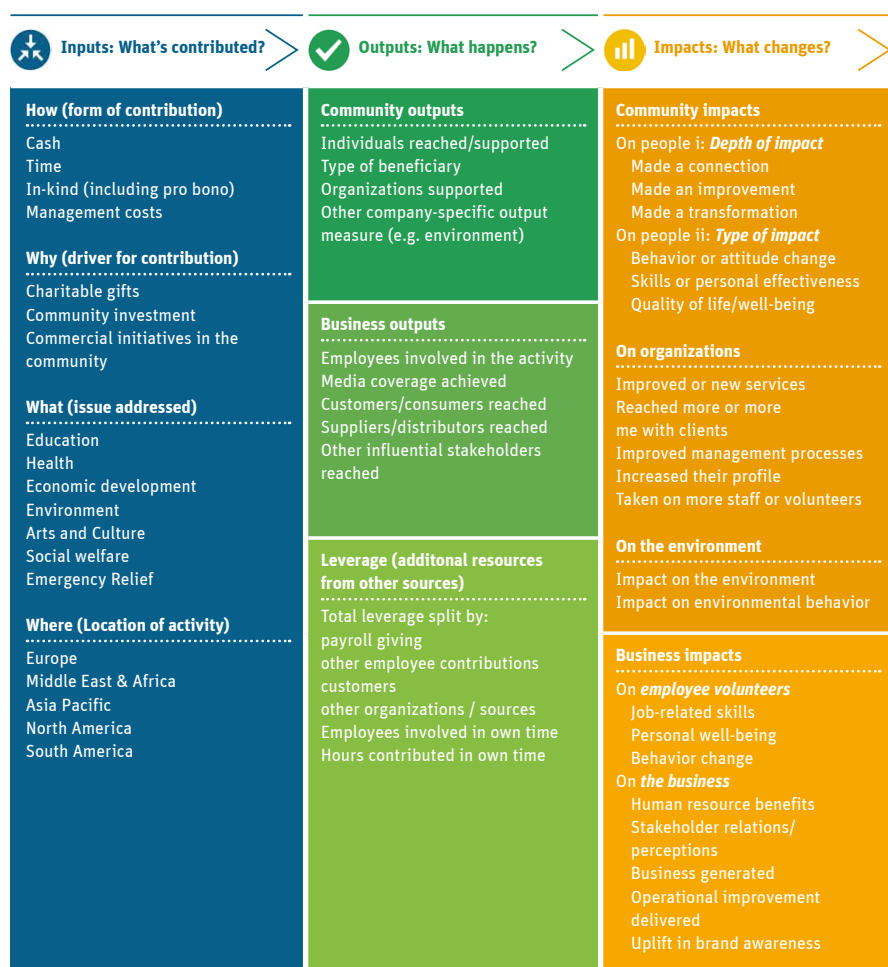 Inputs: What's contributed?
How (form of contribution)
Cash
Time
In-kind (including pro bono)
Management costs
Why (driver for contribution)
Charitable gifts
Community investment
Commercial initiatives in the
community
What (issue addressed)
Education
Health
Economic development
Environment
Arts and Culture
Social welfare
Emergency Relief
Where (Location of activity)
Europe
Middle East & Africa
Asia Pacific
North America
South America
Outputs: What happens?
Community outputs
Individuals reached/supported
Type of beneficiary
Organizations supported
Other company-specific output
measure (e.g. environment)
Business outputs
Employees involved in the activity
Media coverage achieved
Customers/consumers reached
Suppliers/distributors reached
Other influential stakeholders
reached
Leverage (additonal resources
from other sources)
Total leverage split by:
payroll giving
other employee contributions
customers
other organizations / sources
Employees involved in own time
Hours contributed in own time
Impacts: What changes?
Community impacts
On people i: Depth of impact
Made a connection
Made an improvement
Made a transformation
On people ii: Type of impact
Behavior or attitude change
Skills or personal effectiveness
Quality of life/well-being
On organizations
Improved or new services
Reached more or more
me with clients
Improved management processes
Increased their profile
Taken on more staff or volunteers
On the environment
Impact on the environment
Impact on environmental behavior
Business impacts
On employee volunteers
Job-related skills
Personal well-being
Behavior change
On the business
Human resource benefits
Stakeholder relations/
perceptions
Business generated
Operational improvement
delivered
Uplift in brand awareness